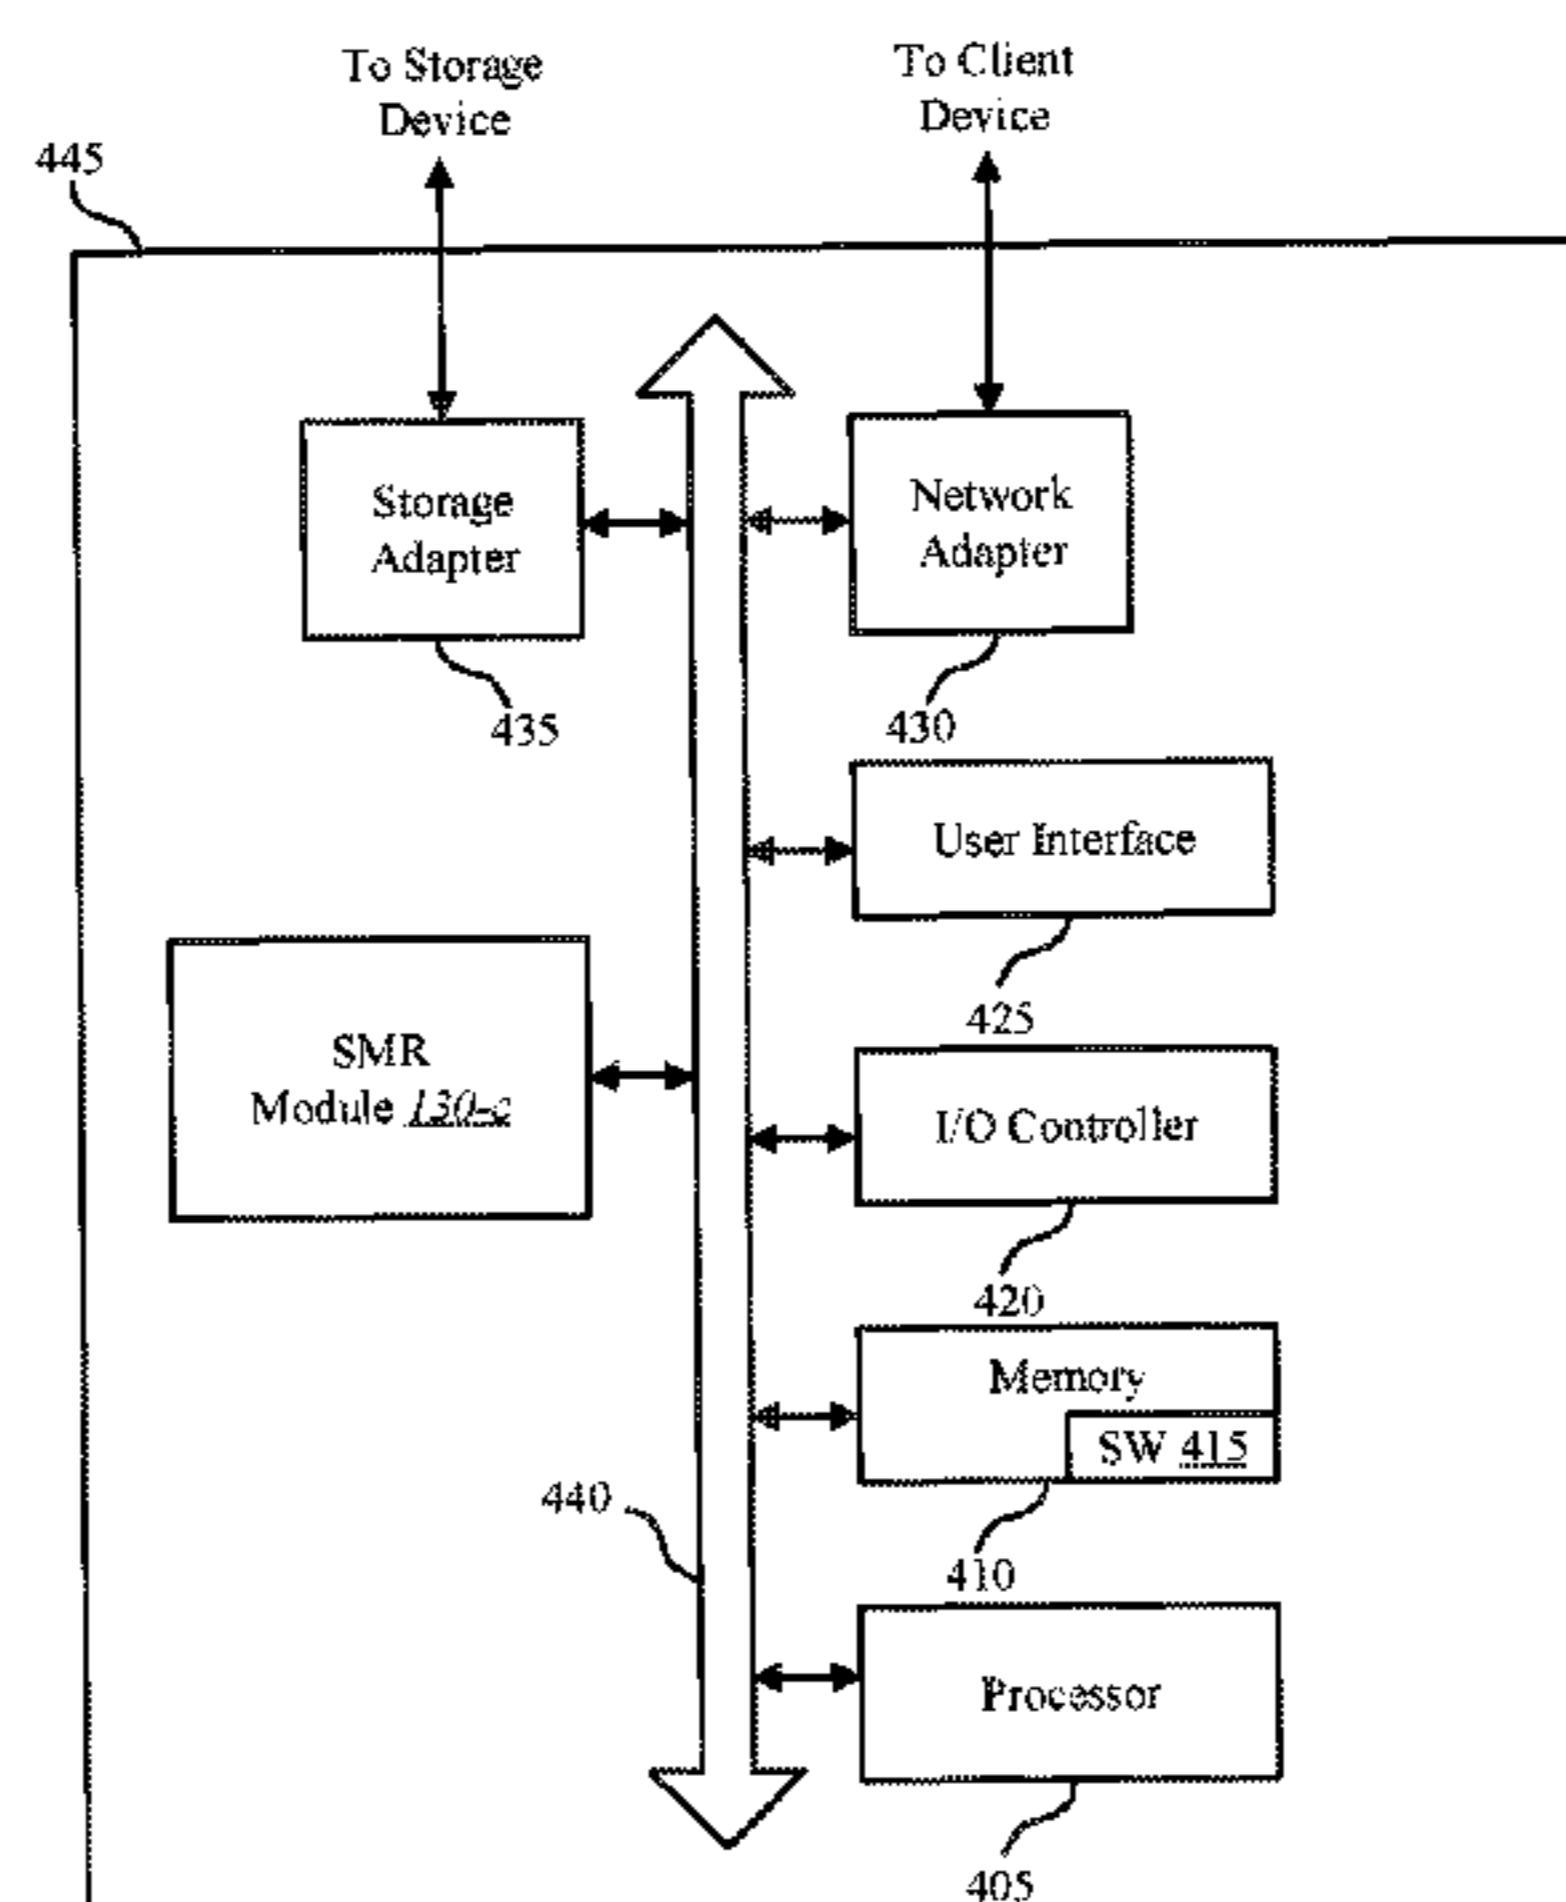 To Storage
Device
To Client
Device
445
Storage
Adapter
Network
Adapter
435
430
User Interface
425
SMR
Module 130-c
I/O Controller
420
Memory
SW 415
440
410
Processor
405